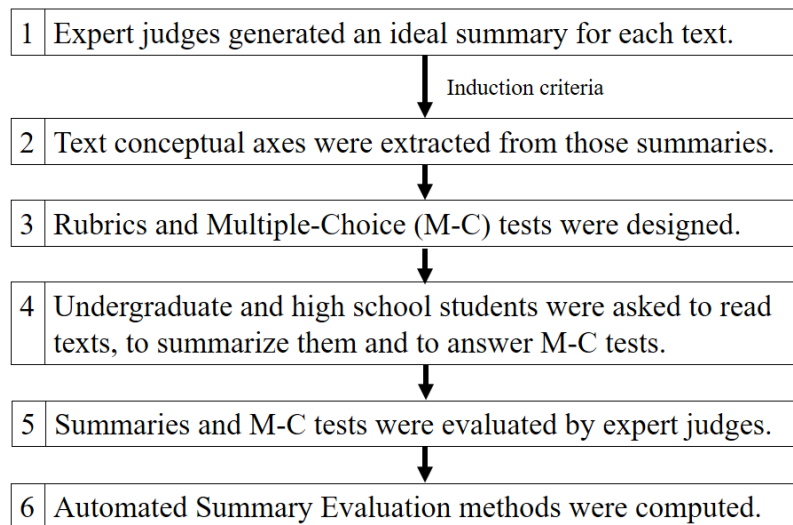 1 Expert judges generated an ideal summary for each text.
Induction criteria
2 Text conceptual axes were extracted from those summaries.
3 Rubrics and Multiple-Choice (M-C) tests were designed.
4 Undergraduate and high school students were asked to read
texts, to summarize them and to answer M-C tests.
5 Summaries and M-C tests were evaluated by expert judges.
6 Automated Summary Evaluation methods were computed.